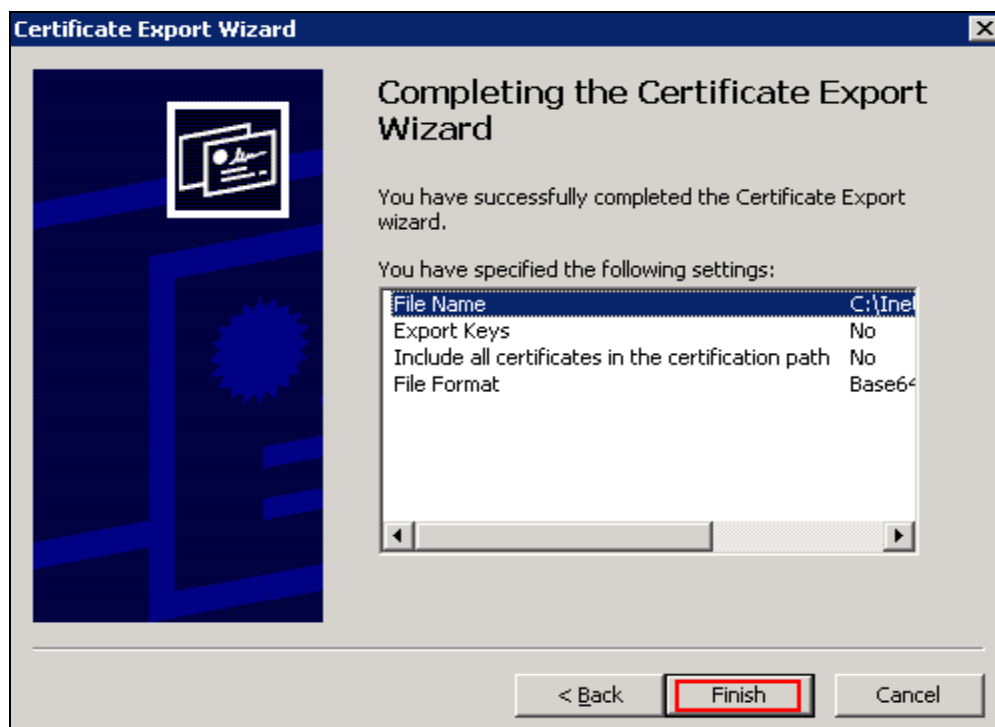 Certificate Export Wizard
Completing the Certificate Export
Wizard
You have successfully completed the Certificate Export
wizard.
You have specified the following settings:
File Name C:\Inet
Export Keys No
Include all certificates in the certification path No
File Format Base64
< Back Finish Cancel